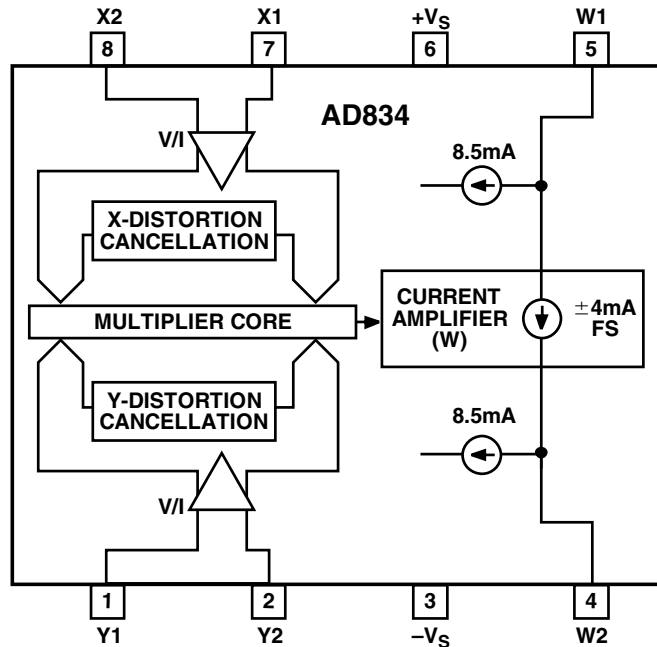 X2
X1
+VS
W1
8
7
6
5
AD834
V/I
8.5mA
X-DISTORTION
CANCELLATION
MULTIPLIER CORE
CURRENT
AMPLIFIER
(W)
±4mA
FS
Y-DISTORTION
CANCELLATION
8.5mA
V/I
1
2
3
4
Y1
Y2
–VS
W2